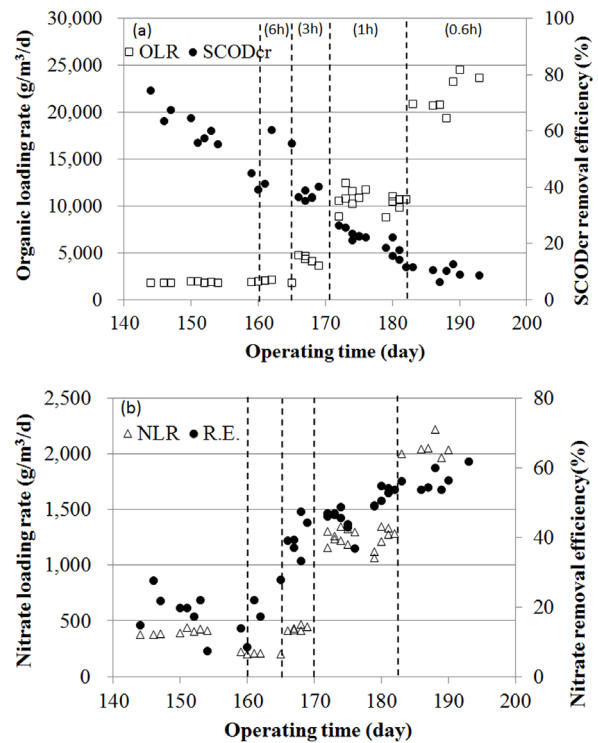 (a)
(6h)
(3h)
(1h)
(0.6h)
OLR
SCODcr
30,000
25,000
20,000
15,000
10,000
5,000
0
100
80
60
40
20
0
140
150
160
170
180
190
200
Organic loading rate (g/m³/d)
SCODcr removal efficiency (%)
Operating time (day)
(b)
NLR
R.E.
2,500
2,000
1,500
1,000
500
0
80
60
40
20
0
140
150
160
170
180
190
200
Nitrate loading rate (g/m³/d)
Nitrate removal efficiency(%)
Operating time (day)